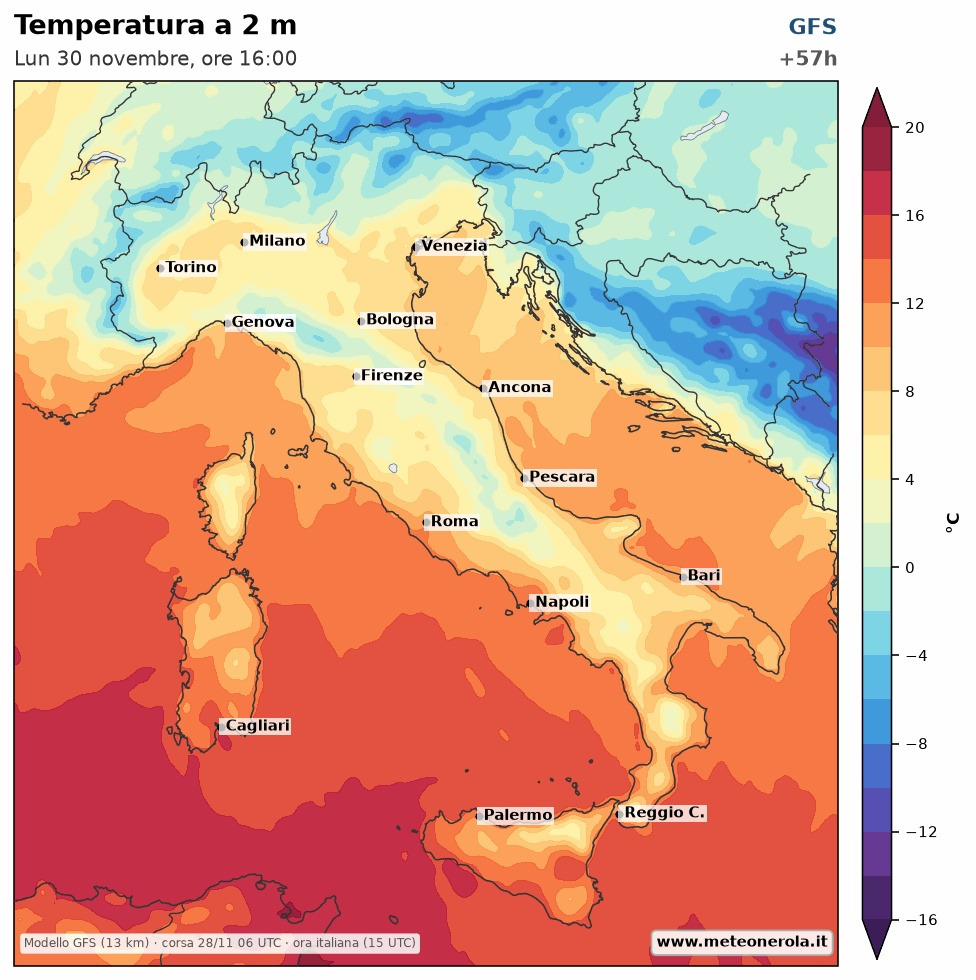 Temperatura a 2 m
GFS
Lun 30 novembre, ore 16:00
+57h
Milano
Venezia
Torino
Genova
Bologna
Firenze
Ancona
Pescara
Roma
Bari
Napoli
Cagliari
Palermo
Reggio C.
20
16
12
8
4
0
−4
−8
−12
−16
°C
Modello GFS (13 km) · corsa 28/11 06 UTC · ora italiana (15 UTC)
www.meteonerola.it